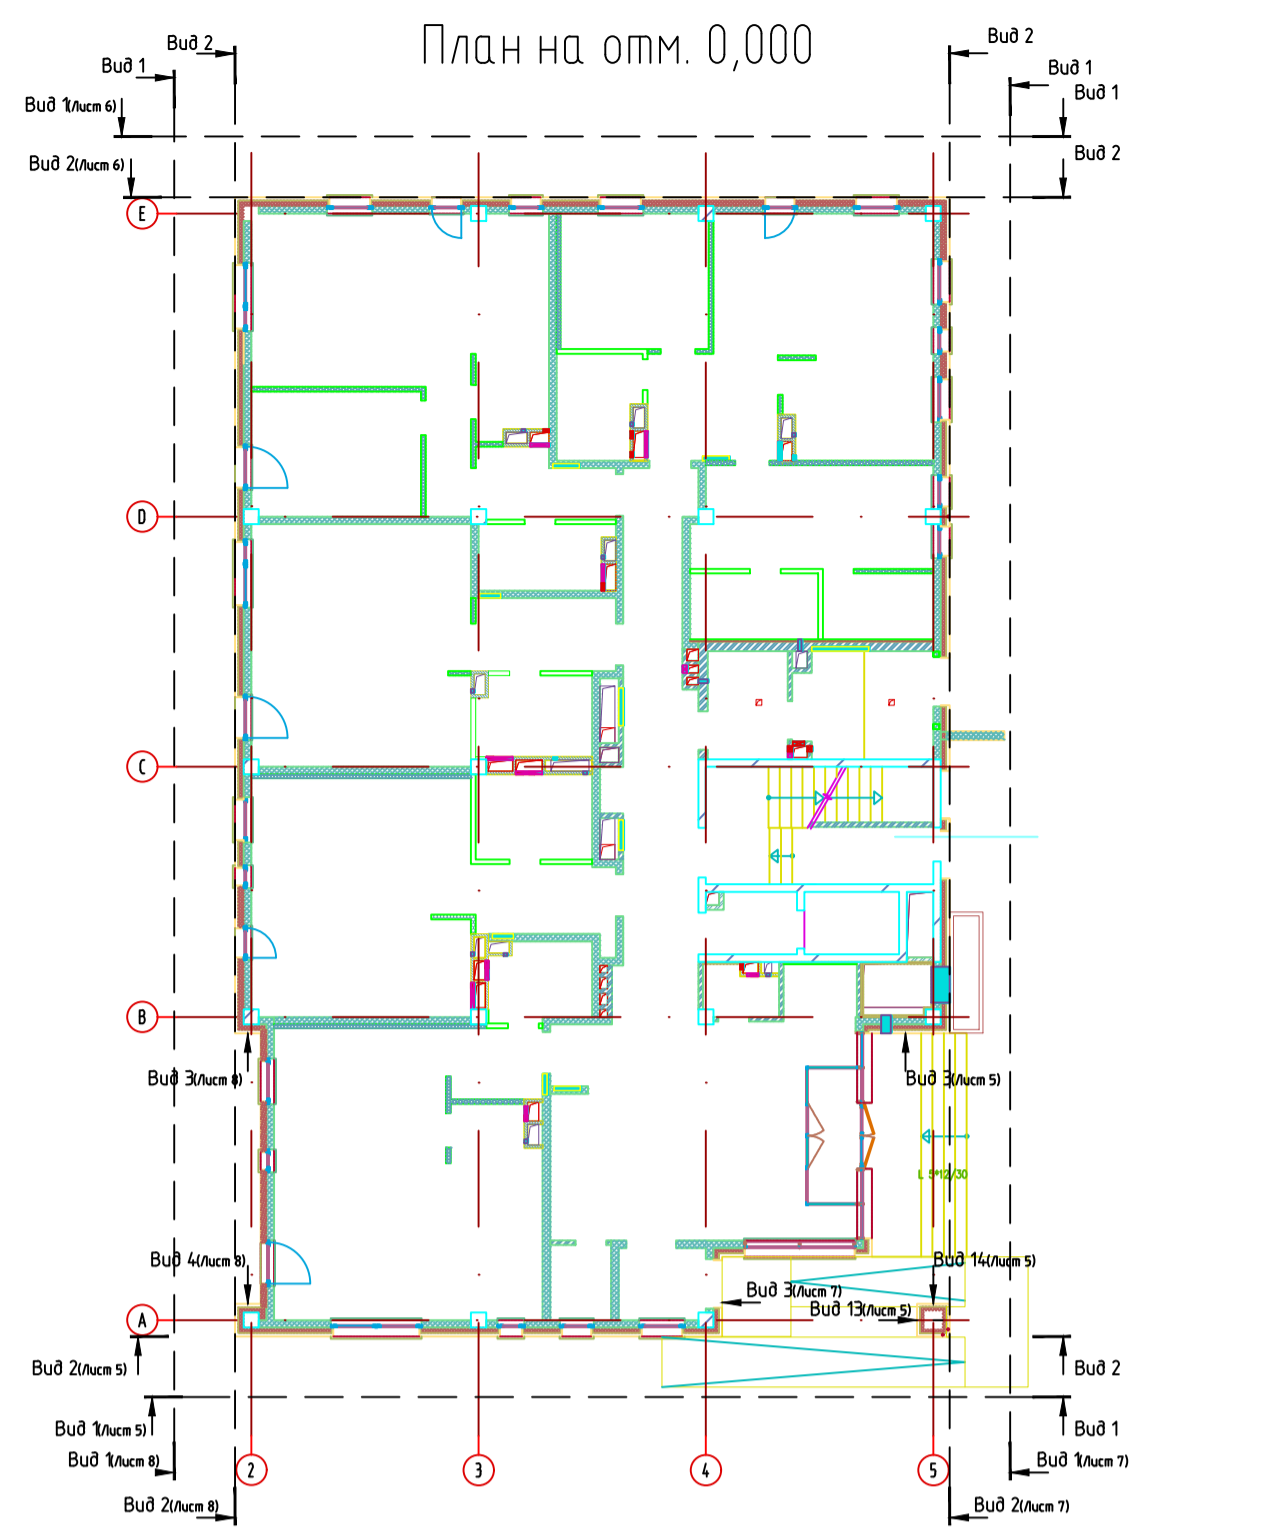 План на отм. 0,000
Вид 2
Вид 2
Вид 1
Вид 1
Вид 1(Лист 6)
Вид 1
Вид 2(Лист 6)
Вид 2
Е
D
С
В
Вид 3(Лист 8)
Вид 3(Лист 5)
L 5*12/30
Вид 4(Лист 8)
Вид 14(Лист 5)
Вид 3(Лист 7)
Вид 13(Лист 5)
А
Вид 2(Лист 5)
Вид 2
Вид 1(Лист 5)
Вид 1
Вид 1(Лист 8)
Вид 1(Лист 7)
2
3
4
5
Вид 2(Лист 8)
Вид 2(Лист 7)